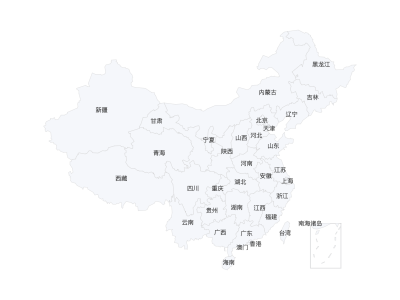 黑龙江
内蒙古
吉林
新疆
辽宁
甘肃
北京
天津
河北
宁夏
山西
山东
青海
陕西
河南
江苏
西藏
安徽
上海
四川
重庆
湖北
浙江
贵州
湖南
江西
福建
云南
南海诸岛
广西
广东
台湾
香港
澳门
海南